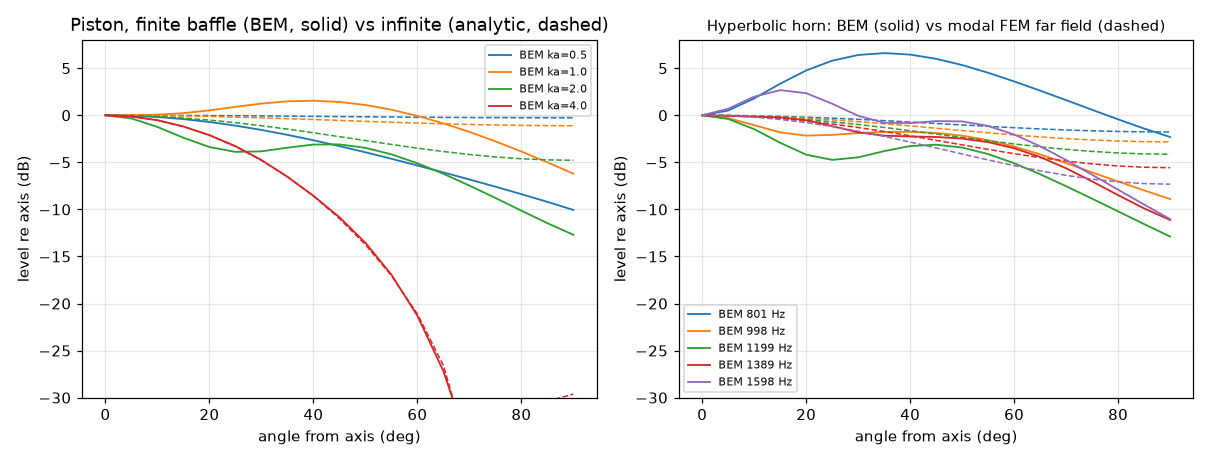 Piston, finite baffle (BEM, solid) vs infinite (analytic, dashed)
5
0
−5
−10
−15
−20
−25
−30
level re axis (dB)
BEM ka=0.5
BEM ka=1.0
BEM ka=2.0
BEM ka=4.0
0
20
40
60
80
angle from axis (deg)
Hyperbolic horn: BEM (solid) vs modal FEM far field (dashed)
5
0
−5
−10
−15
−20
−25
−30
level re axis (dB)
BEM 801 Hz
BEM 998 Hz
BEM 1199 Hz
BEM 1389 Hz
BEM 1598 Hz
0
20
40
60
80
angle from axis (deg)